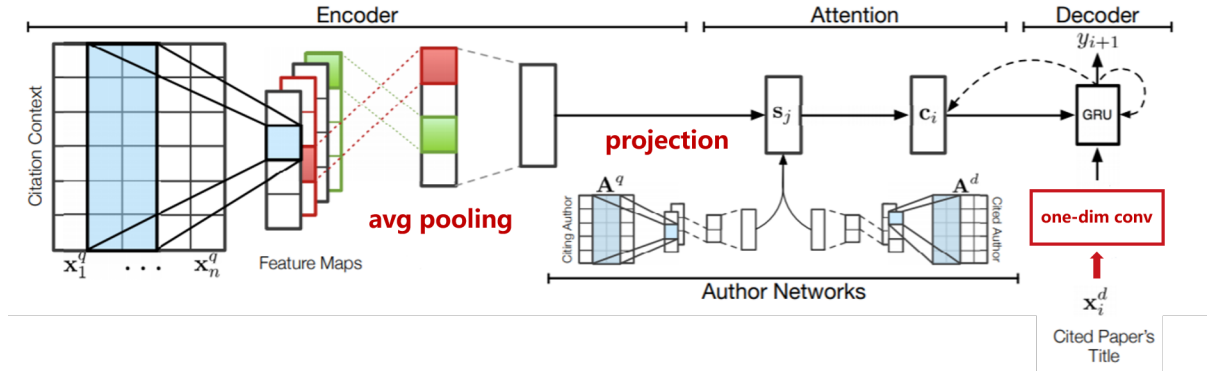 Encoder
Attention
Decoder
Citation Context
x_1^q ... x_n^q
Feature Maps
avg pooling
projection
s_j
c_i
y_{i+1}
GRU
one-dim conv
x_i^d
Cited Paper's
Title
A^q
A^d
Citing Author
Cited Author
Author Networks